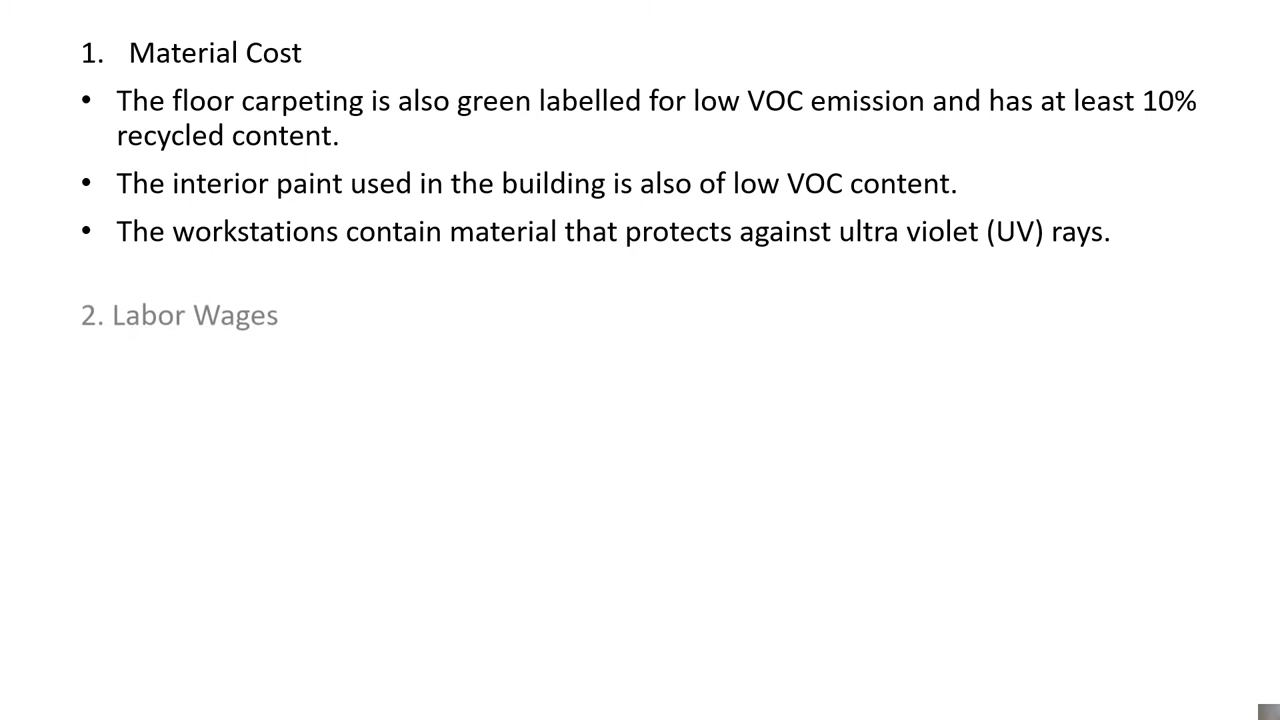 1. Material Cost
• The floor carpeting is also green labelled for low VOC emission and has at least 10%
recycled content.
• The interior paint used in the building is also of low VOC content.
• The workstations contain material that protects against ultra violet (UV) rays.
2. Labor Wages